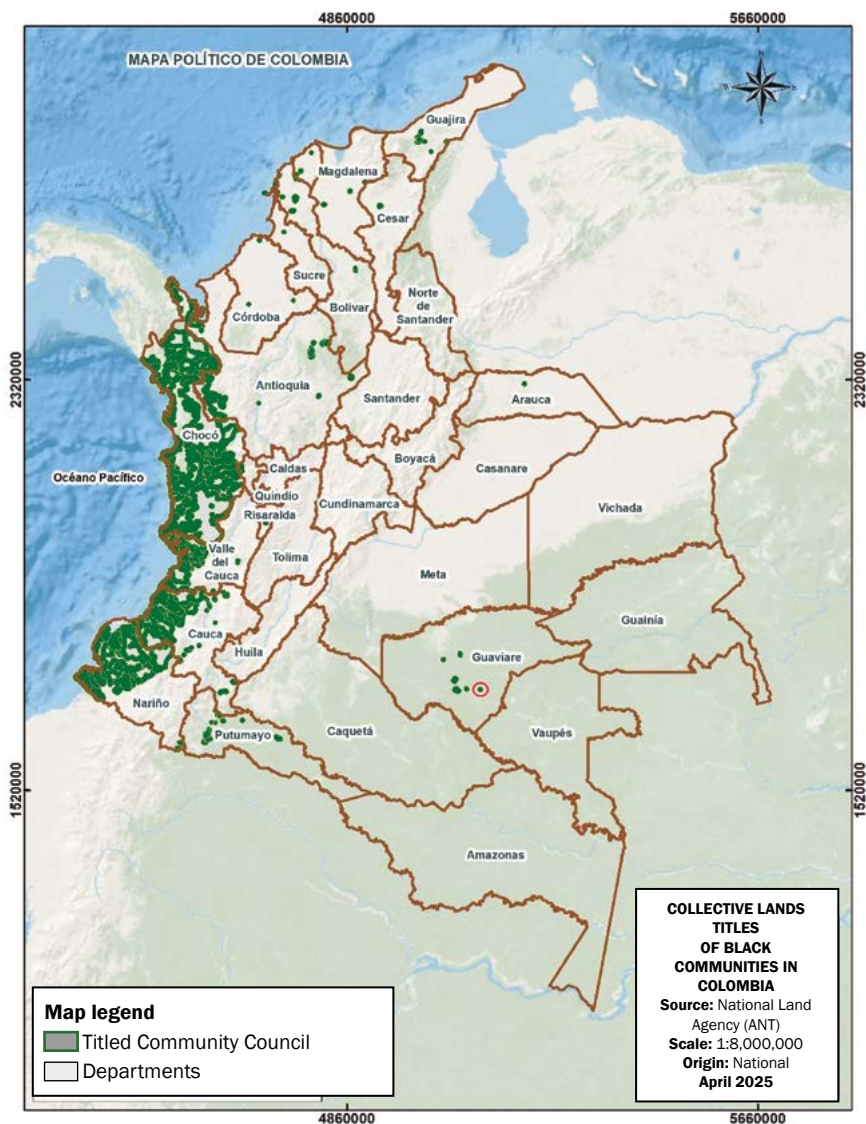 4860000
5660000
MAPA POLÍTICO DE COLOMBIA
N
Guajira
Magdalena
Cesar
Sucre
Bolívar
Norte
de
Santander
Córdoba
2320000
2320000
Antioquia
Santander
Arauca
Chocó
Boyacá
Caldas
Casanare
Océano Pacífico
Quindío
Cundinamarca
Risaralda
Vichada
Valle
del
Cauca
Tolima
Meta
Guainía
Cauca
Huila
Guaviare
Nariño
Putumayo
Caquetá
Vaupés
1520000
1520000
Amazonas
COLLECTIVE LANDS
TITLES
OF BLACK
COMMUNITIES IN
COLOMBIA
Source: National Land
Agency (ANT)
Scale: 1:8,000,000
Origin: National
April 2025
Map legend
Titled Community Council
Departments
4860000
5660000